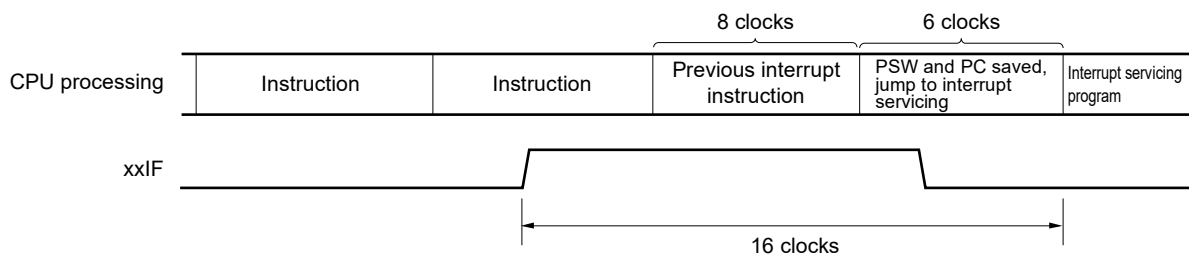 8 clocks
6 clocks
CPU processing
Instruction
Instruction
Previous interrupt
instruction
PSW and PC saved,
jump to interrupt
servicing
Interrupt servicing
program
xxIF
16 clocks